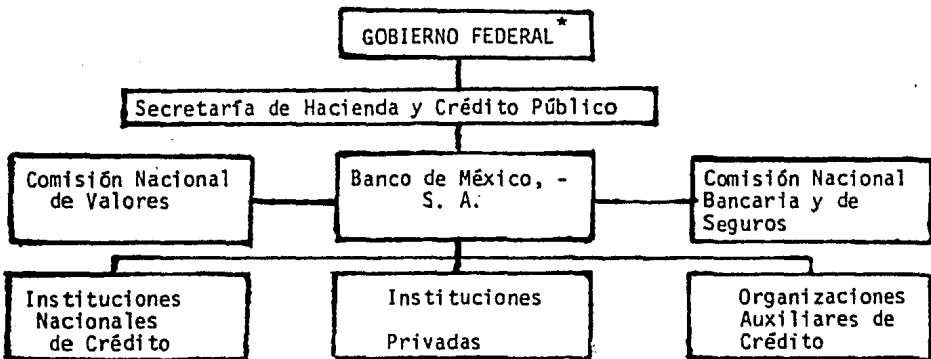 GOBIERNO FEDERAL*
Secretaría de Hacienda y Crédito Público
Comisión Nacional
de Valores
Banco de México, -
S. A.
Comisión Nacional
Bancaria y de
Seguros
Instituciones
Nacionales
de Crédito
Instituciones
Privadas
Organizaciones
Auxiliares de
Crédito